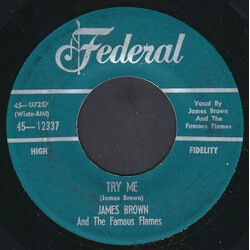 Federal
45—G7257
(Wisto-BMI)
45—12337
Vocal By
James Brown
And The
Famous Flames
HIGH
FIDELITY
TRY ME
(James Brown)
JAMES BROWN
And The Famous Flames